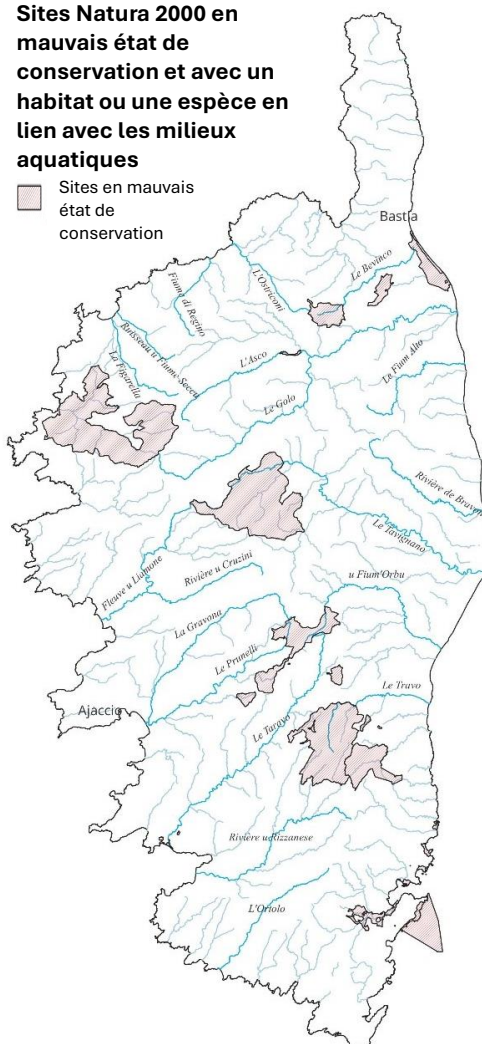 Sites Natura 2000 en
mauvais état de
conservation et avec un
habitat ou une espèce en
lien avec les milieux
aquatiques
Sites en mauvais
état de
conservation
Bastia
Le Bevinco
L'Ostriconi
Fiume di Regino
Ruisseau u Fiume Seccu
La Figarella
L'Asco
Le Fium Alto
Le Golo
Rivière de
Le Tavignano
Fleuve u Liamone
Rivière u Cruzini
u Fium'Orbu
La Gravona
Le Prunelli
Le Travo
Ajaccio
Le Taravo
Rivière u Rizzanese
L'Oriolo